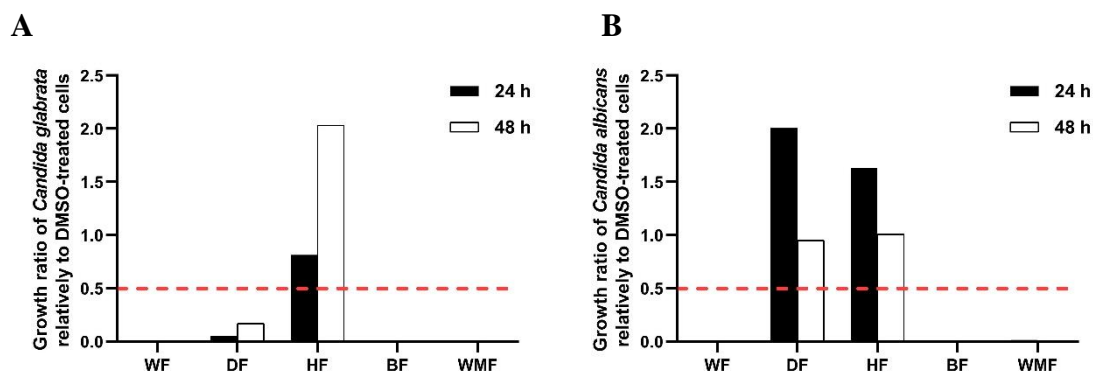 A
Growth ratio of Candida glabrata
relatively to DMSO-treated cells
2.5
2.0
1.5
1.0
0.5
0.0
24 h
48 h
WF DF HF BF WMF
B
Growth ratio of Candida albicans
relatively to DMSO-treated cells
2.5
2.0
1.5
1.0
0.5
0.0
24 h
48 h
WF DF HF BF WMF